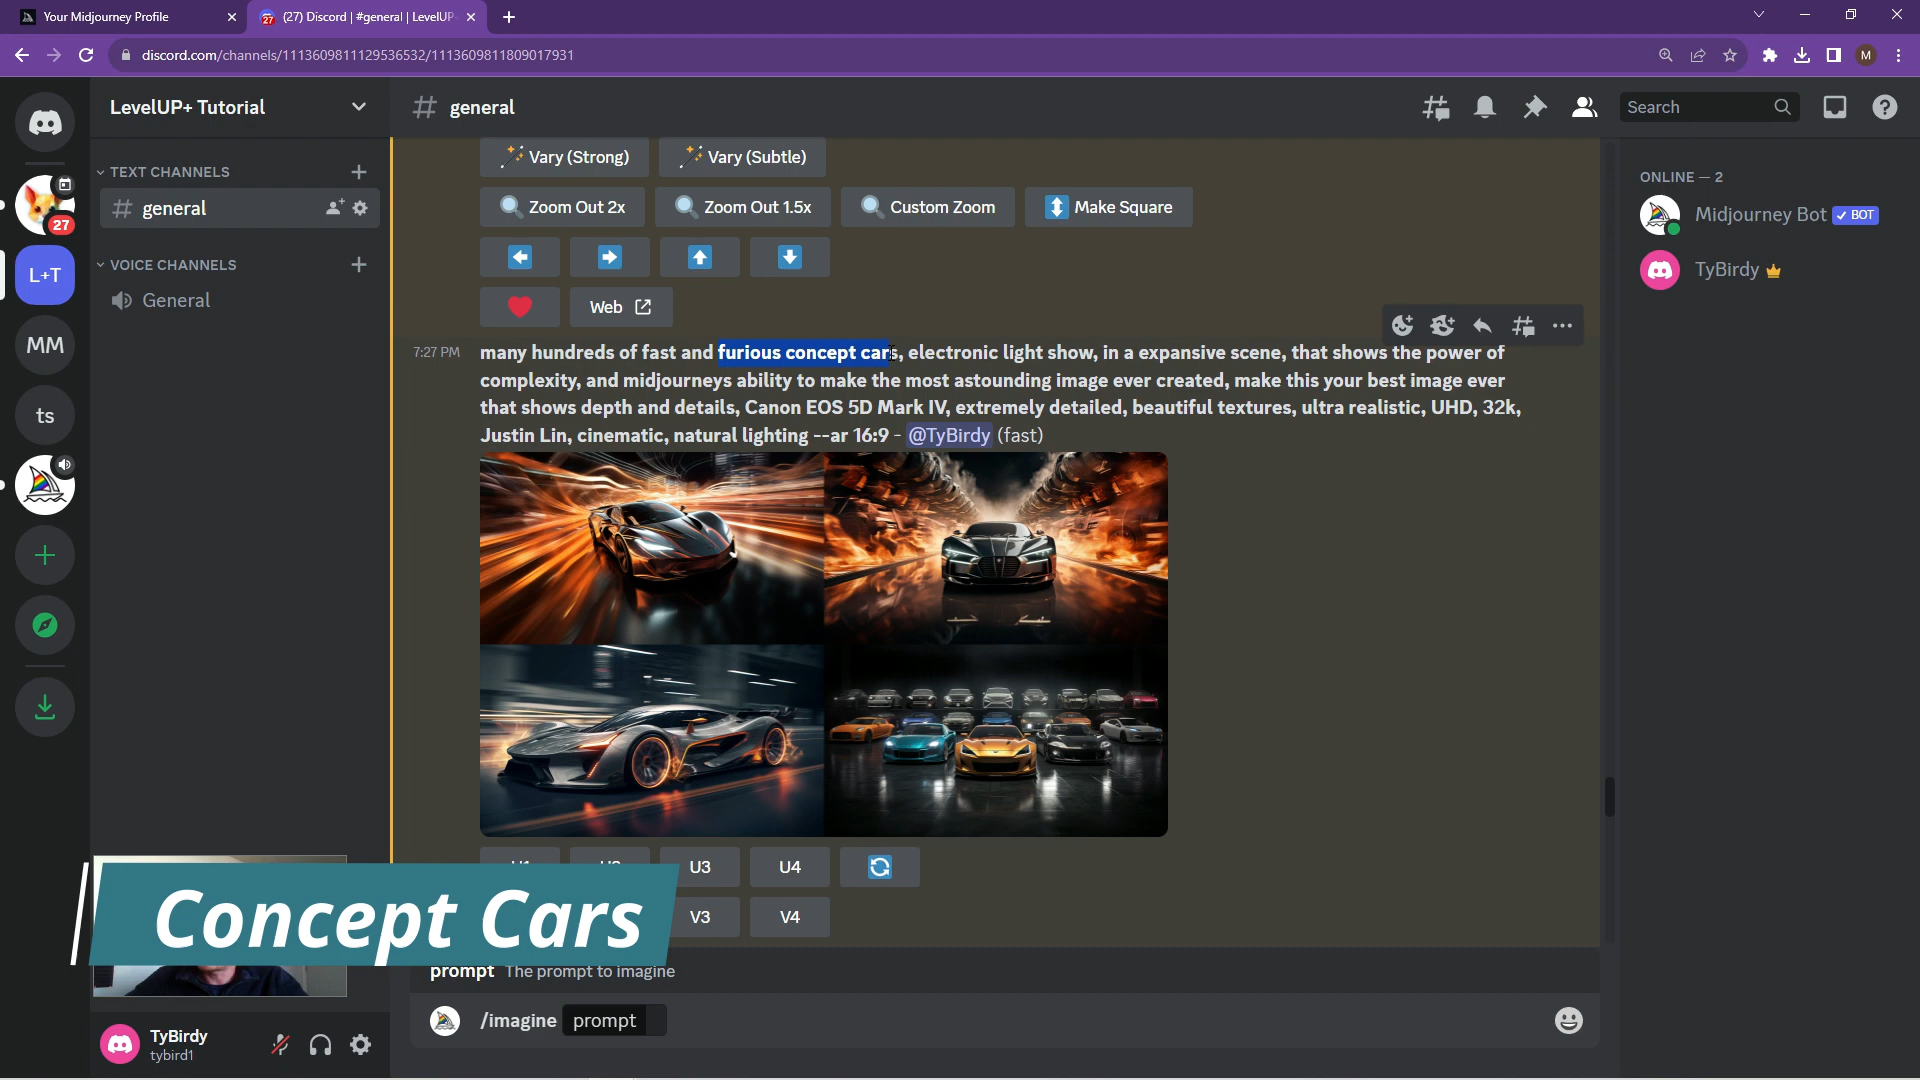 Your Midjourney Profile
(27) Discord | #general | LevelUP
discord.com/channels/1113609811129536532/1113609811809017931
M
LevelUP+ Tutorial
general
Search
TEXT CHANNELS
general
VOICE CHANNELS
General
27
L+T
MM
ts
Vary (Strong)
Vary (Subtle)
Zoom Out 2x
Zoom Out 1.5x
Custom Zoom
Make Square
Web
ONLINE — 2
Midjourney Bot
BOT
TyBirdy
7:27 PM
many hundreds of fast and furious concept cars, electronic light show, in a expansive scene, that shows the power of
complexity, and midjourneys ability to make the most astounding image ever created, make this your best image ever
that shows depth and details, Canon EOS 5D Mark IV, extremely detailed, beautiful textures, ultra realistic, UHD, 32k,
Justin Lin, cinematic, natural lighting --ar 16:9 - @TyBirdy (fast)
U3
U4
V3
V4
Concept Cars
prompt The prompt to imagine
/imagine prompt
TyBirdy
tybird1